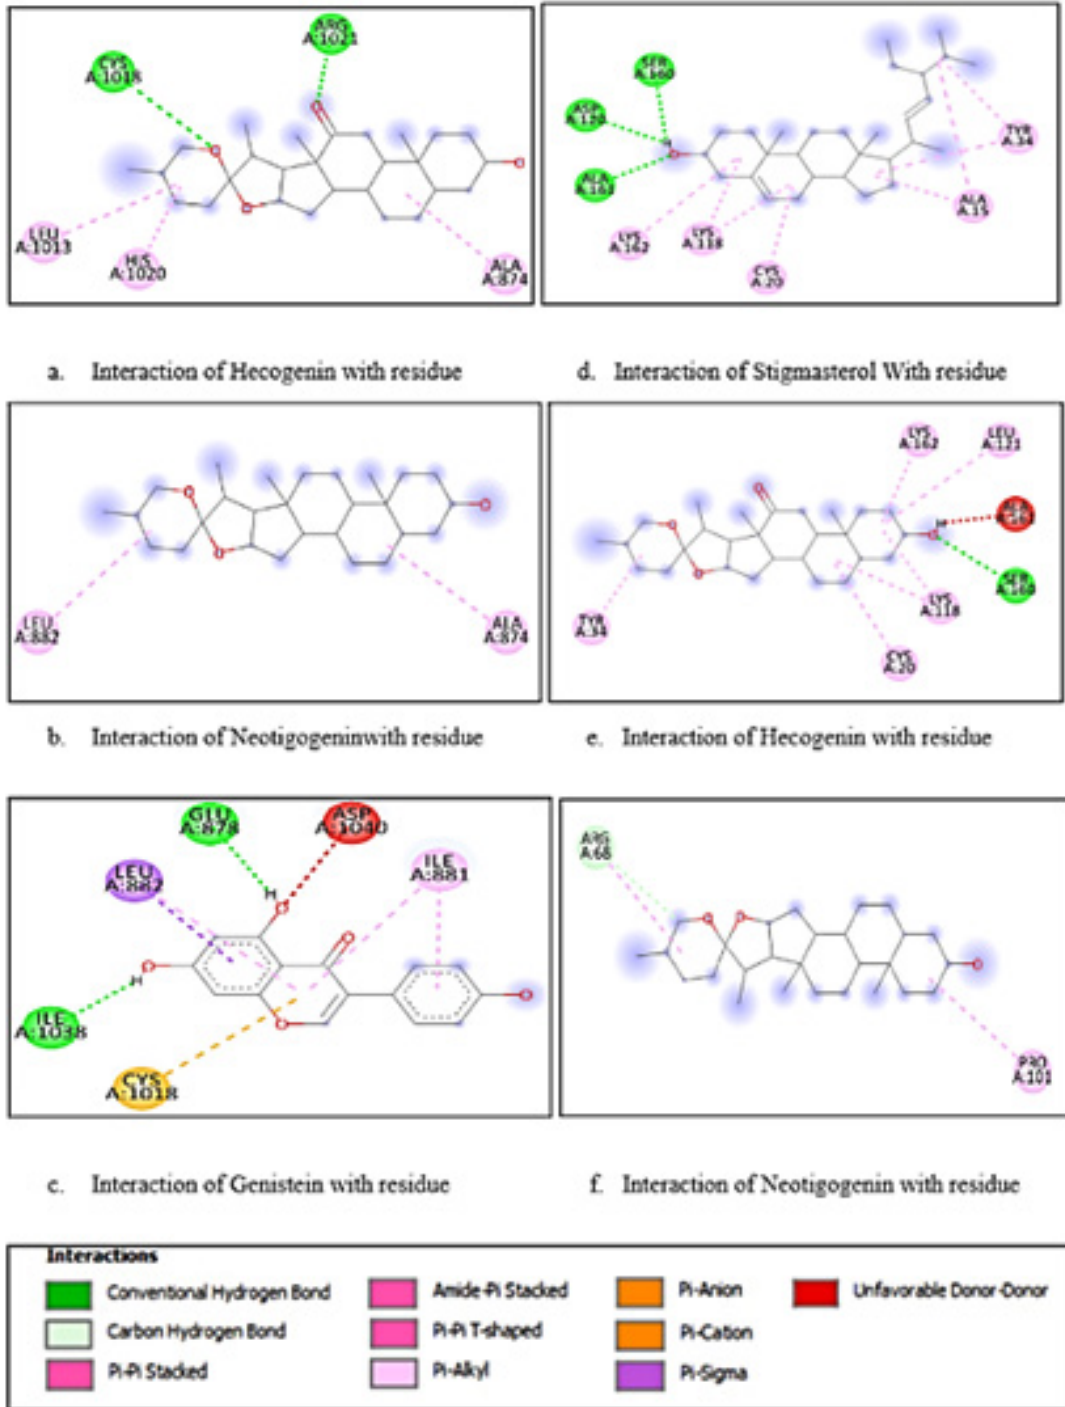 CYS
A:1018
ARG
A:1021
O
O
O
O
LEU
A:1013
HIS
A:1020
ALA
A:874
SER
A:160
ASP
A:120
ALA
H
O
LYS
A:162
LYS
A:118
CYS
A:20
ALA
A:15
TYR
A:34
a. Interaction of Hecogenin with residue
d. Interaction of Stigmasterol With residue
O
O
O
LEU
A:882
ALA
A:874
LYS
A:162
LEU
A:121
O
O
O
H
O
SER
A:160
LYS
A:118
TYR
A:34
CYS
A:20
b. Interaction of Neotigogeninwith residue
e. Interaction of Hecogenin with residue
GLU
A:878
ASP
A:1040
LEU
A:882
ILE
A:881
H
O
O
O
H
O
O
ILE
A:1038
CYS
A:1018
ARG
A:68
O
O
O
PRO
A:101
c. Interaction of Genistein with residue
f. Interaction of Neotigogenin with residue
Interactions
Conventional Hydrogen Bond
Carbon Hydrogen Bond
Pi-Pi Stacked
Amide-Pi Stacked
Pi-Pi T-shaped
Pi-Alkyl
Pi-Anion
Pi-Cation
Pi-Sigma
Unfavorable Donor-Donor